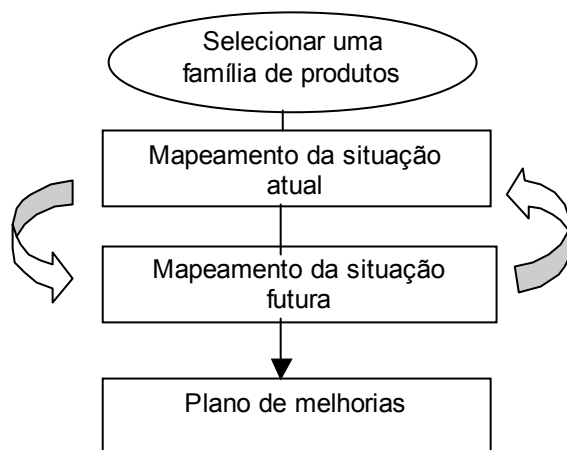 Selecionar uma
família de produtos
Mapeamento da situação
atual
Mapeamento da situação
futura
Plano de melhorias